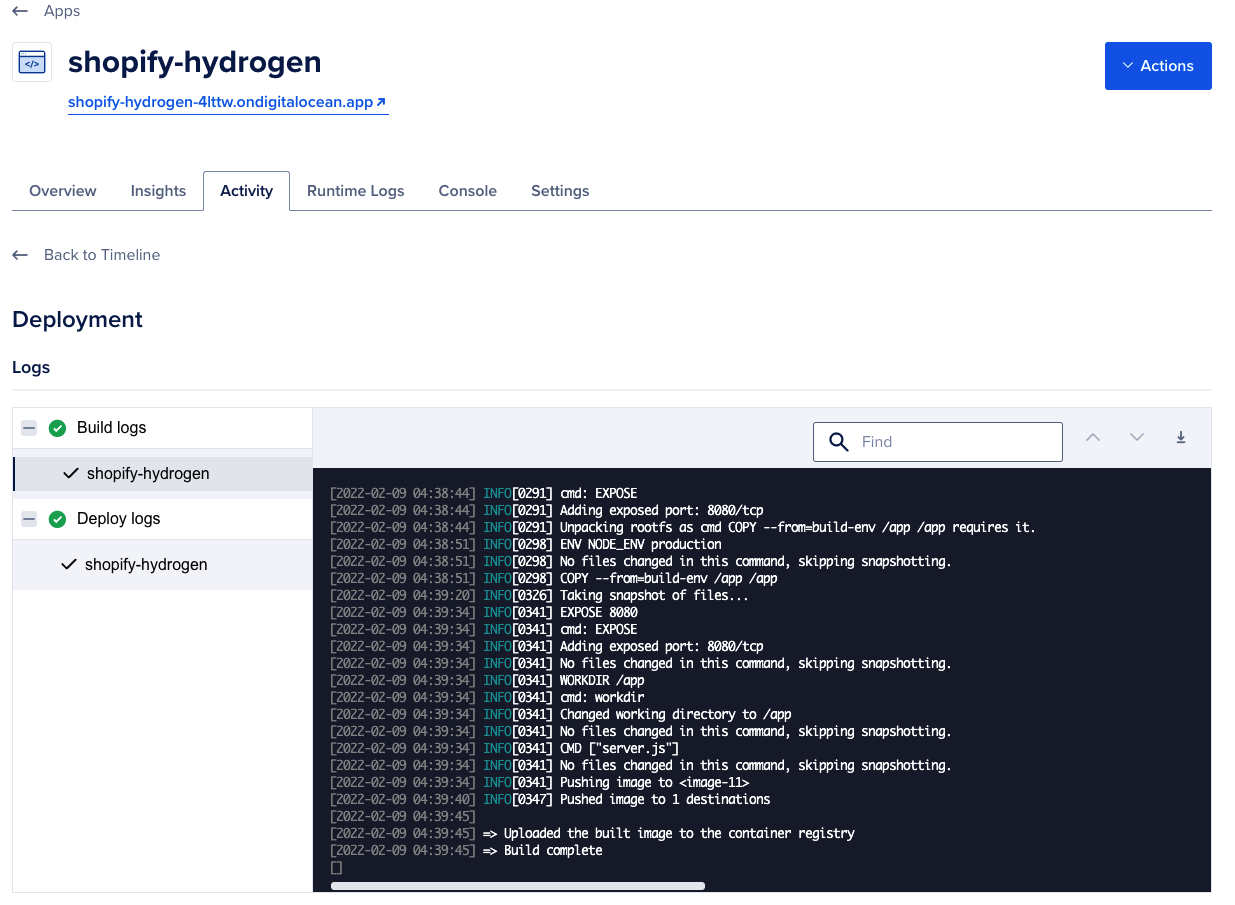 Apps
</>
shopify-hydrogen
Actions
shopify-hydrogen-4lttw.ondigitalocean.app
Overview Insights Activity Runtime Logs Console Settings
Back to Timeline
Deployment
Logs
Build logs
shopify-hydrogen
Deploy logs
shopify-hydrogen
Find
[2022-02-09 04:38:44] INFO[0291] cmd: EXPOSE
[2022-02-09 04:38:44] INFO[0291] Adding exposed port: 8080/tcp
[2022-02-09 04:38:44] INFO[0291] Unpacking rootfs as cmd COPY --from=build-env /app /app requires it.
[2022-02-09 04:38:51] INFO[0298] ENV NODE_ENV production
[2022-02-09 04:38:51] INFO[0298] No files changed in this command, skipping snapshotting.
[2022-02-09 04:38:51] INFO[0298] COPY --from=build-env /app /app
[2022-02-09 04:39:20] INFO[0326] Taking snapshot of files...
[2022-02-09 04:39:34] INFO[0341] EXPOSE 8080
[2022-02-09 04:39:34] INFO[0341] cmd: EXPOSE
[2022-02-09 04:39:34] INFO[0341] Adding exposed port: 8080/tcp
[2022-02-09 04:39:34] INFO[0341] No files changed in this command, skipping snapshotting.
[2022-02-09 04:39:34] INFO[0341] WORKDIR /app
[2022-02-09 04:39:34] INFO[0341] cmd: workdir
[2022-02-09 04:39:34] INFO[0341] Changed working directory to /app
[2022-02-09 04:39:34] INFO[0341] No files changed in this command, skipping snapshotting.
[2022-02-09 04:39:34] INFO[0341] CMD ["server.js"]
[2022-02-09 04:39:34] INFO[0341] No files changed in this command, skipping snapshotting.
[2022-02-09 04:39:34] INFO[0341] Pushing image to <image-11>
[2022-02-09 04:39:40] INFO[0347] Pushed image to 1 destinations
[2022-02-09 04:39:45]
[2022-02-09 04:39:45] => Uploaded the built image to the container registry
[2022-02-09 04:39:45] => Build complete